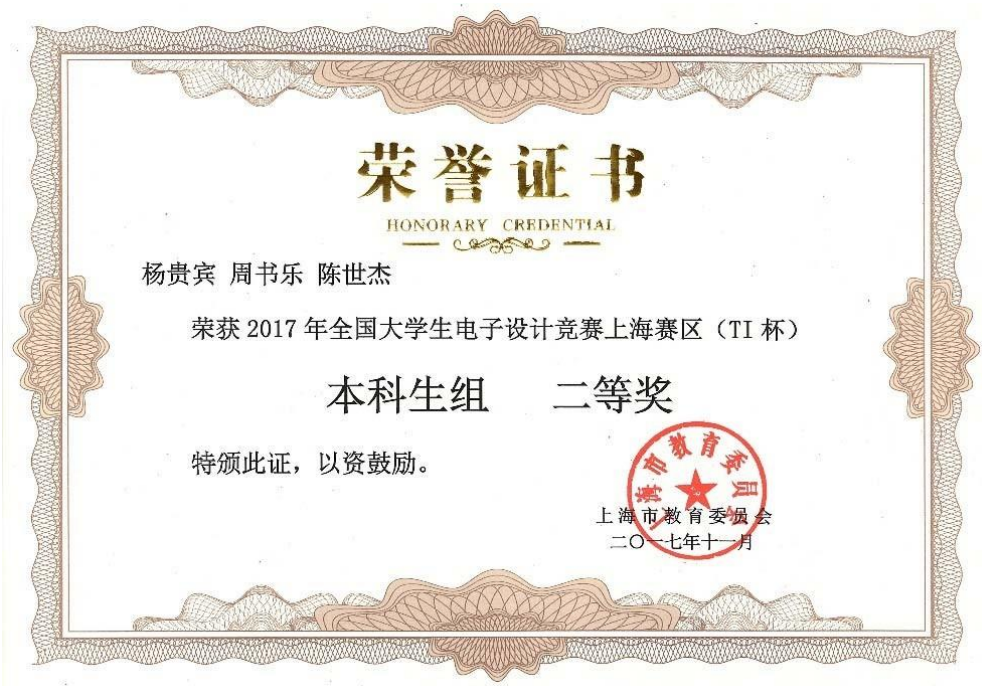 荣誉证书
HONORARY CREDENTIAL
杨贵宾 周书乐 陈世杰
荣获 2017 年全国大学生电子设计竞赛上海赛区（TI 杯）
本科生组 二等奖
特颁此证，以资鼓励。
上海市教育委员会
上海市教育委员会
二〇一七年十一月